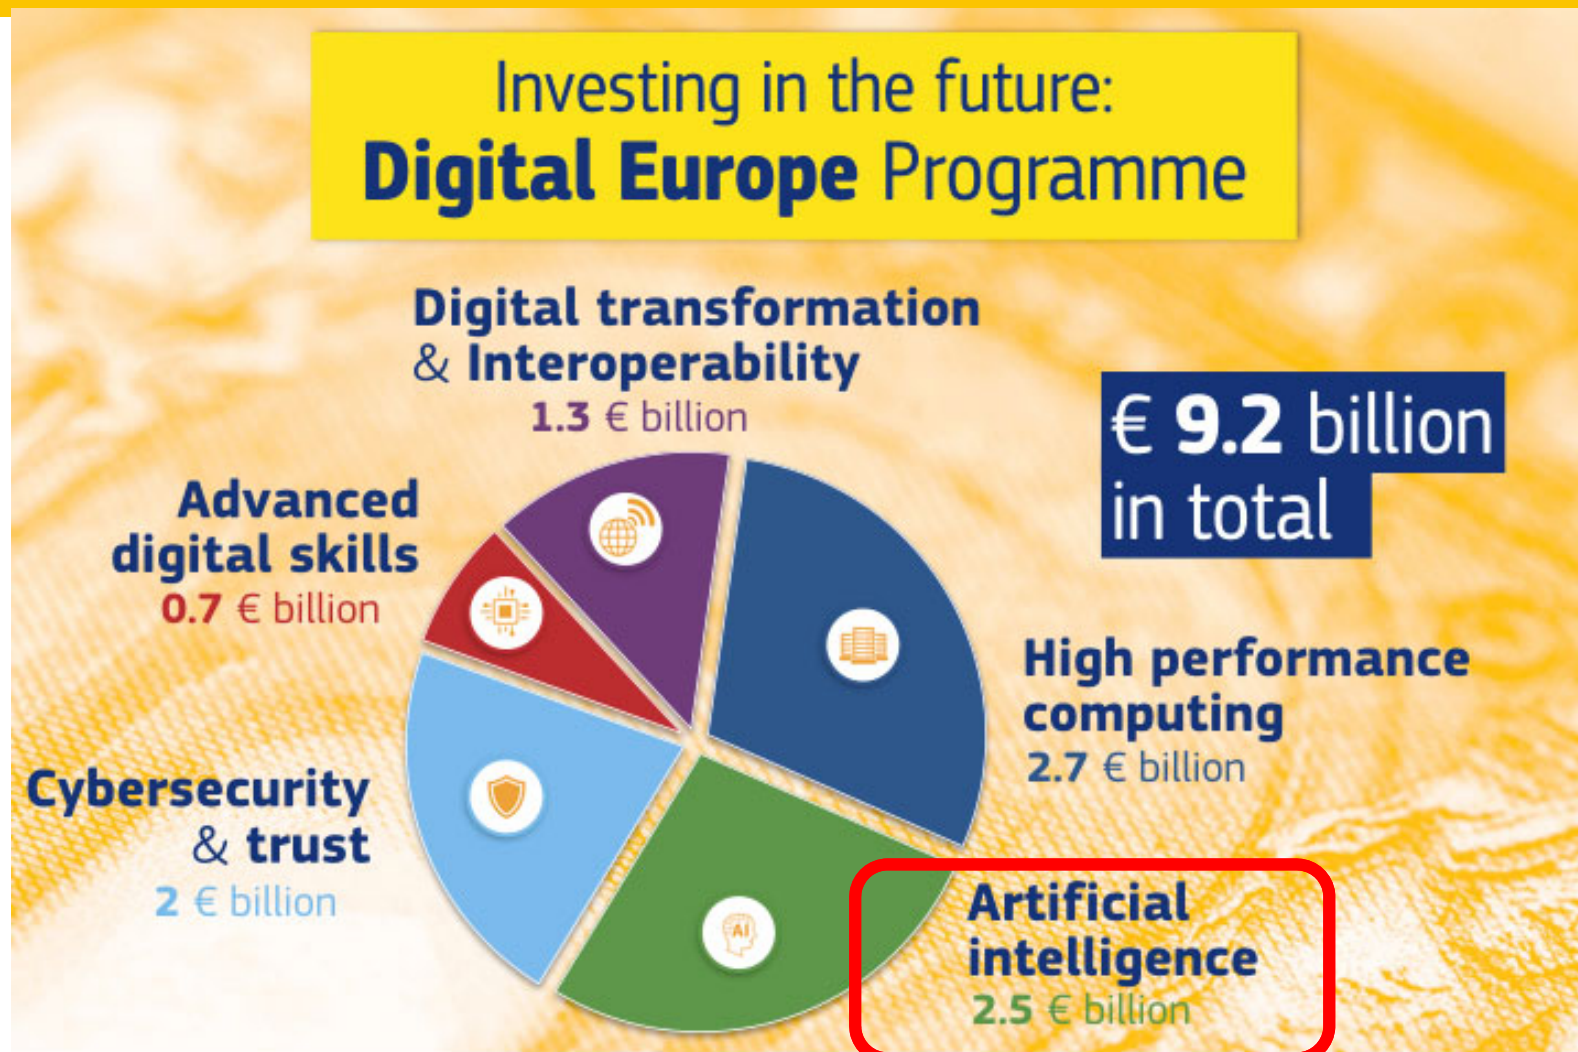 Investing in the future:
Digital Europe Programme
Digital transformation
& Interoperability
1.3 € billion
€ 9.2 billion
in total
Advanced
digital skills
0.7 € billion
High performance
computing
2.7 € billion
Cybersecurity
& trust
2 € billion
AI
Artificial
intelligence
2.5 € billion